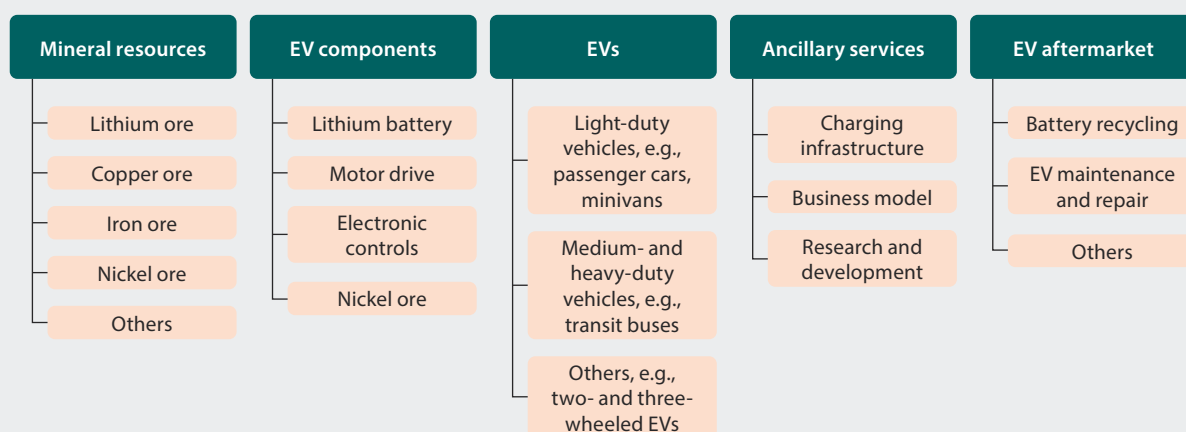 Mineral resources
Lithium ore
Copper ore
Iron ore
Nickel ore
Others
EV components
Lithium battery
Motor drive
Electronic
controls
Nickel ore
EVs
Light-duty
vehicles, e.g.,
passenger cars,
minivans
Medium- and
heavy-duty
vehicles, e.g.,
transit buses
Others, e.g.,
two- and three-
wheeled EVs
Ancillary services
Charging
infrastructure
Business model
Research and
development
EV aftermarket
Battery recycling
EV maintenance
and repair
Others